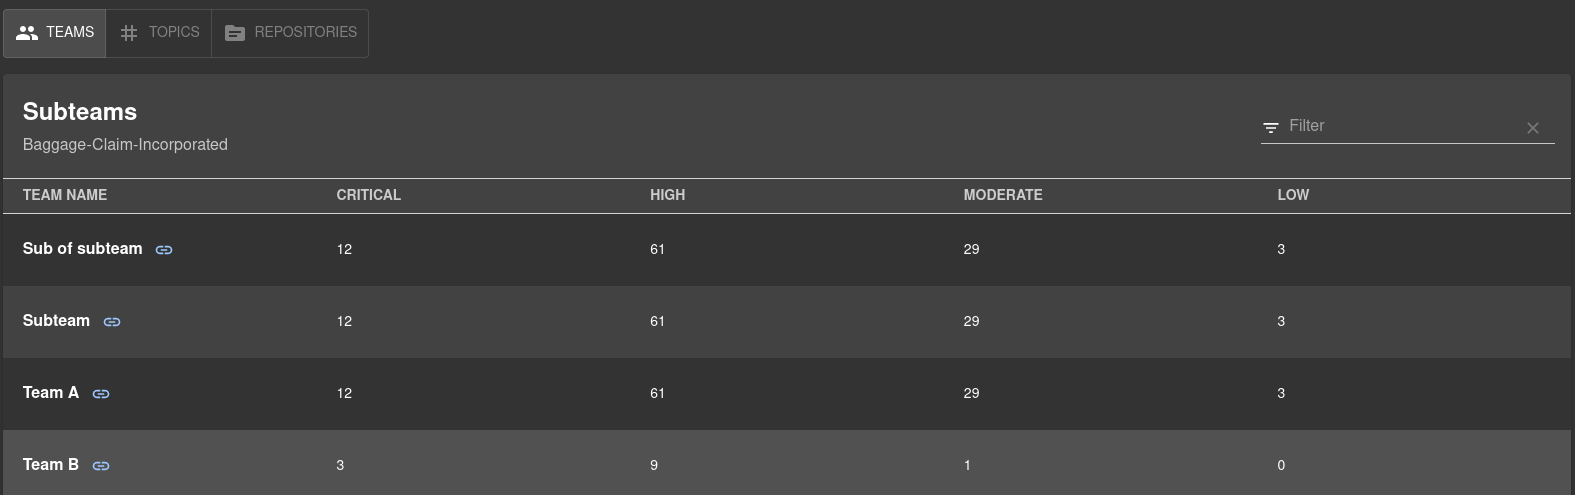 TEAMS TOPICS REPOSITORIES
Subteams
Baggage-Claim-Incorporated
Filter
TEAM NAME CRITICAL HIGH MODERATE LOW
Sub of subteam 12 61 29 3
Subteam 12 61 29 3
Team A 12 61 29 3
Team B 3 9 1 0